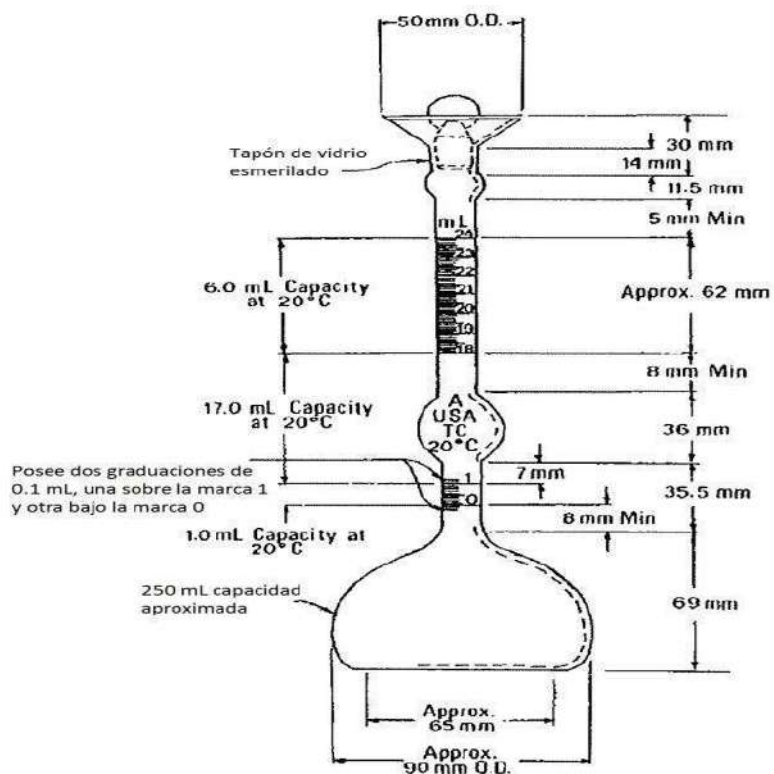 50mm O.D.
Tapón de vidrio
esmerilado
30 mm
14 mm
11.5 mm
5 mm Min
mL
24
23
22
21
20
19
18
6.0 mL Capacity
at 20°C
Approx. 62 mm
8 mm Min
17.0 mL Capacity
at 20°C
A
USA
TC
20°C
36 mm
Posee dos graduaciones de
0.1 mL, una sobre la marca 1
y otra bajo la marca 0
1
0
7mm
35.5 mm
8 mm Min
1.0 mL Capacity at
20°C
250 mL capacidad
aproximada
69 mm
Approx.
65 mm
Approx.
90 mm O.D.